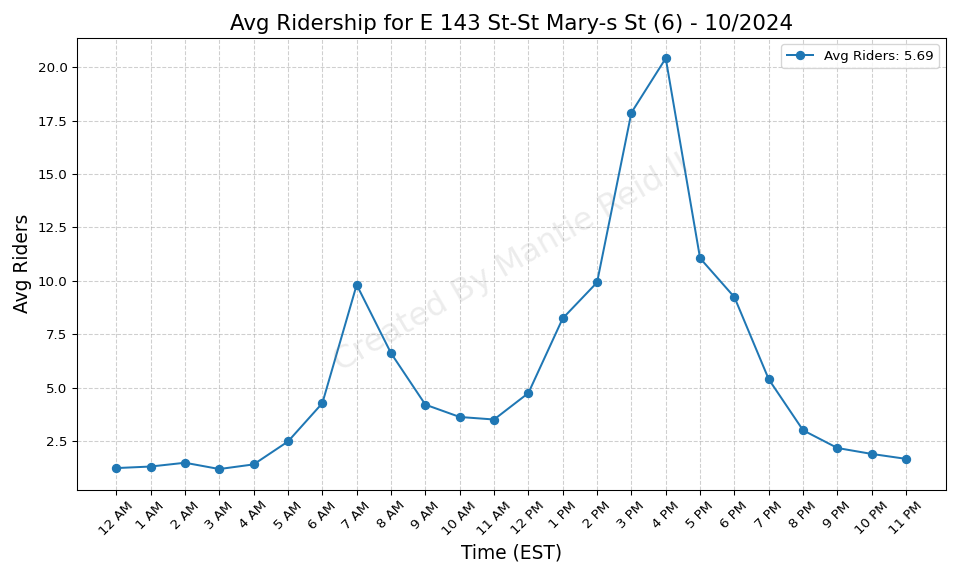 Avg Ridership for E 143 St-St Mary-s St (6) - 10/2024
Avg Riders: 5.69
20.0
17.5
15.0
12.5
10.0
7.5
5.0
2.5
Avg Riders
Created By Mantie Reid II
12 AM
1 AM
2 AM
3 AM
4 AM
5 AM
6 AM
7 AM
8 AM
9 AM
10 AM
11 AM
12 PM
1 PM
2 PM
3 PM
4 PM
5 PM
6 PM
7 PM
8 PM
9 PM
10 PM
11 PM
Time (EST)